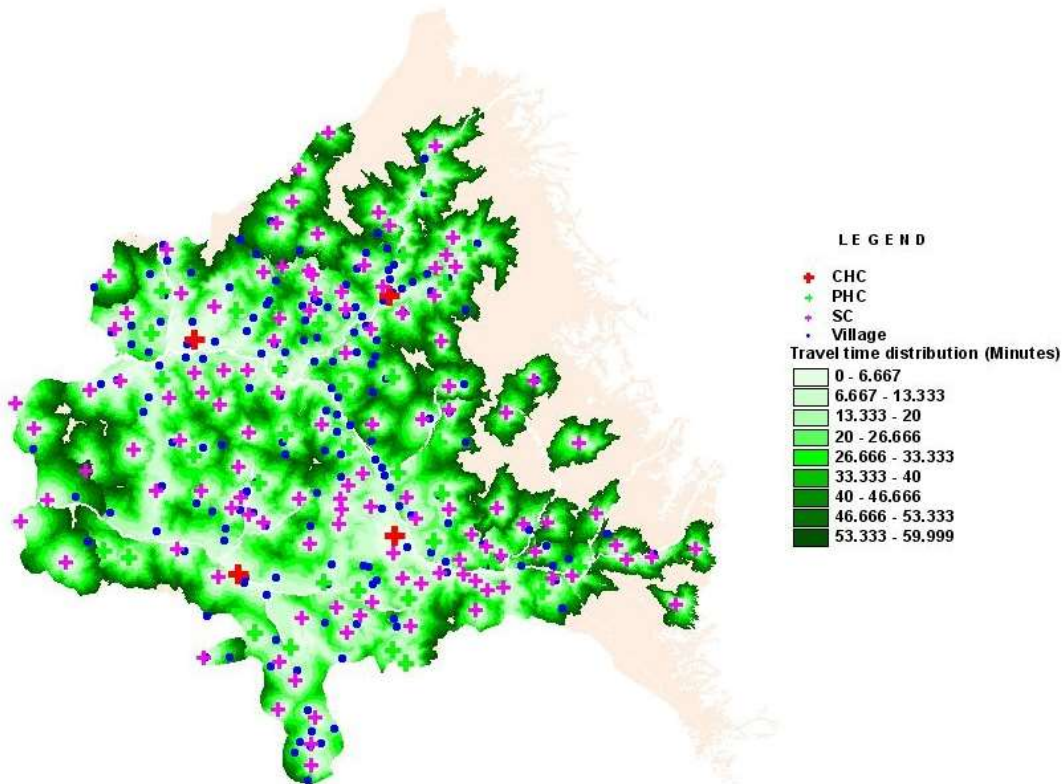 L E G E N D
CHC
PHC
SC
Village
Travel time distribution (Minutes)
0 - 6.667
6.667 - 13.333
13.333 - 20
20 - 26.666
26.666 - 33.333
33.333 - 40
40 - 46.666
46.666 - 53.333
53.333 - 59.999